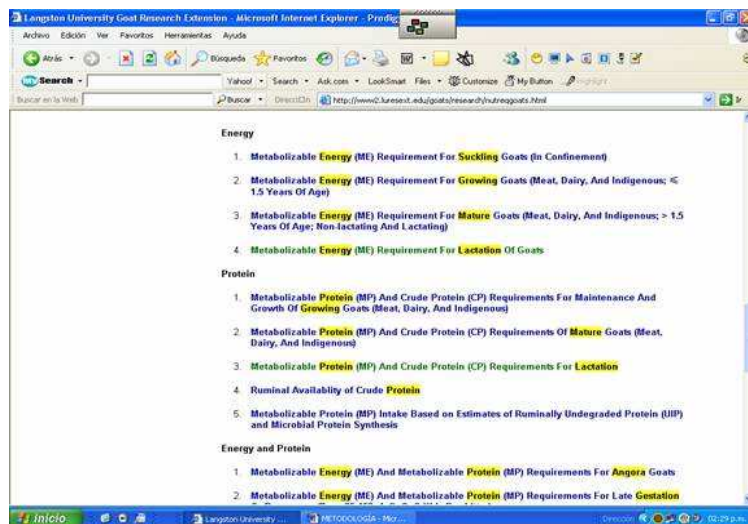 Langston University Goat Research Extension - Microsoft Internet Explorer - Prodig
Archivo Edición Ver Favoritos Herramientas Ayuda
Atrás Búsqueda Favoritos
Search Yahoo! Search Ask.com LookSmart Files Customize My Button Highlight
Buscar en la Web Buscar Dirección http://www2.luresext.edu/goats/research/nutreqgoats.html Ir
Energy
1. Metabolizable Energy (ME) Requirement For Suckling Goats (In Confinement)
2. Metabolizable Energy (ME) Requirement For Growing Goats (Meat, Dairy, And Indigenous; ≤
1.5 Years Of Age)
3. Metabolizable Energy (ME) Requirement For Mature Goats (Meat, Dairy, And Indigenous; > 1.5
Years Of Age; Non-lactating And Lactating)
4. Metabolizable Energy (ME) Requirement For Lactation Of Goats
Protein
1. Metabolizable Protein (MP) And Crude Protein (CP) Requirements For Maintenance And
Growth Of Growing Goats (Meat, Dairy, And Indigenous)
2. Metabolizable Protein (MP) And Crude Protein (CP) Requirements Of Mature Goats (Meat,
Dairy, And Indigenous)
3. Metabolizable Protein (MP) And Crude Protein (CP) Requirements For Lactation
4. Ruminal Availablity of Crude Protein
5. Metabolizable Protein (MP) Intake Based on Estimates of Ruminally Undegraded Protein (UIP)
and Microbial Protein Synthesis
Energy and Protein
1. Metabolizable Energy (ME) And Metabolizable Protein (MP) Requirements For Angora Goats
2. Metabolizable Energy (ME) And Metabolizable Protein (MP) Requirements For Late Gestation
Inicio Langston University ... METODOLOGÍA - Micr... Dirección 02:29 p.m.